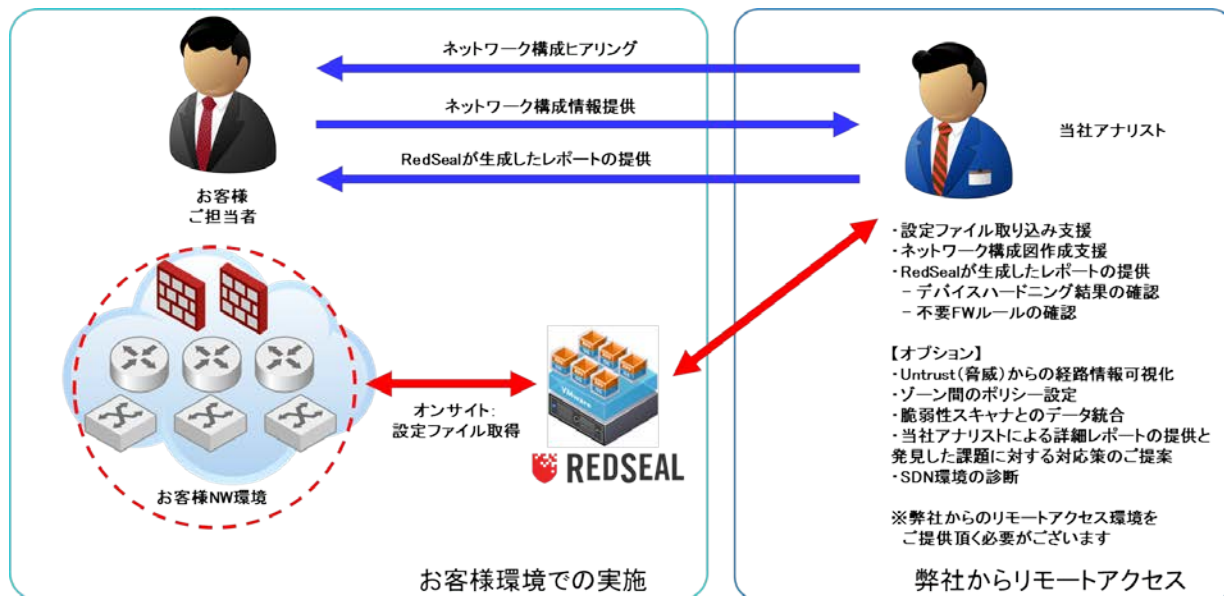 ネットワーク構成ヒアリング
ネットワーク構成情報提供
RedSealが生成したレポートの提供
お客様
ご担当者
当社アナリスト
・設定ファイル取り込み支援
・ネットワーク構成図作成支援
・RedSealが生成したレポートの提供
－ デバイスハードニング結果の確認
－ 不要FWルールの確認
【オプション】
・Untrust(脅威)からの経路情報可視化
・ゾーン間のポリシー設定
・脆弱性スキャナとのデータ統合
・当社アナリストによる詳細レポートの提供と
発見した課題に対する対応策のご提案
・SDN環境の診断
※弊社からのリモートアクセス環境を
ご提供頂く必要がございます
VMware
オンサイト:
設定ファイル取得
REDSEAL
お客様NW環境
お客様環境での実施
弊社からリモートアクセス